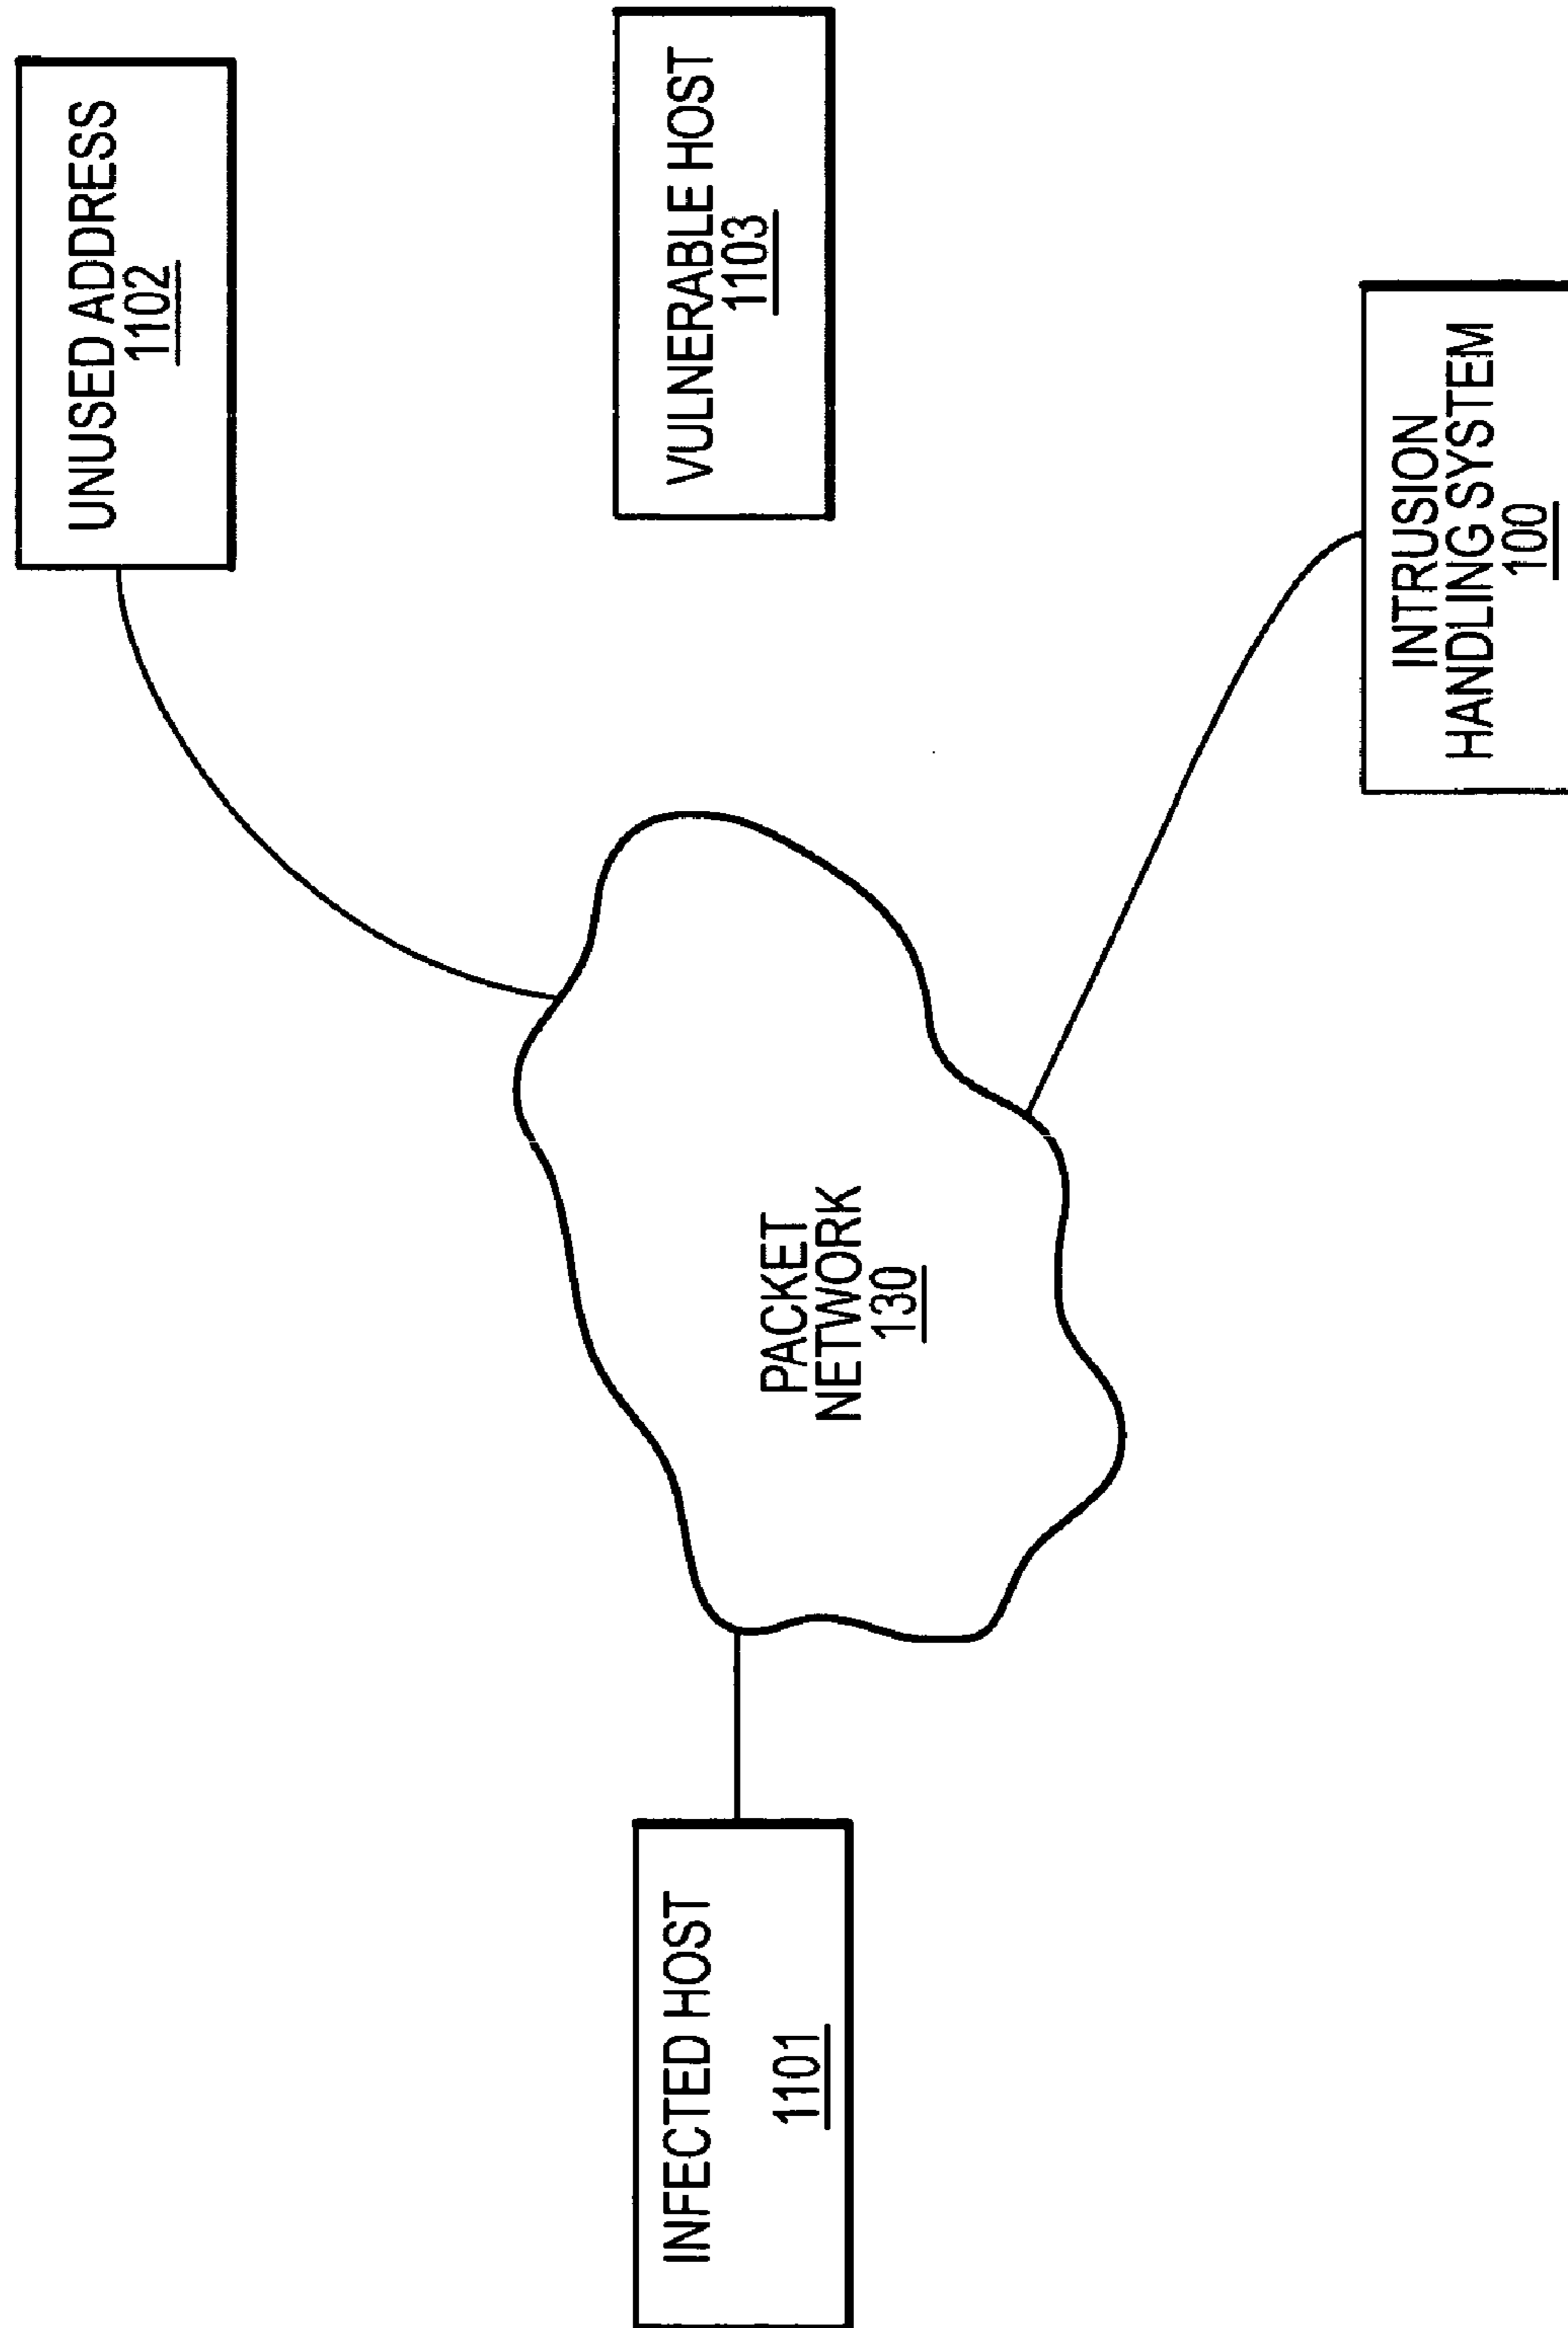 UNUSED ADDRESS
1102
VULNERABLE HOST
1103
INFECTED HOST
1101
PACKET
NETWORK
130
INTRUSION
HANDLING SYSTEM
100